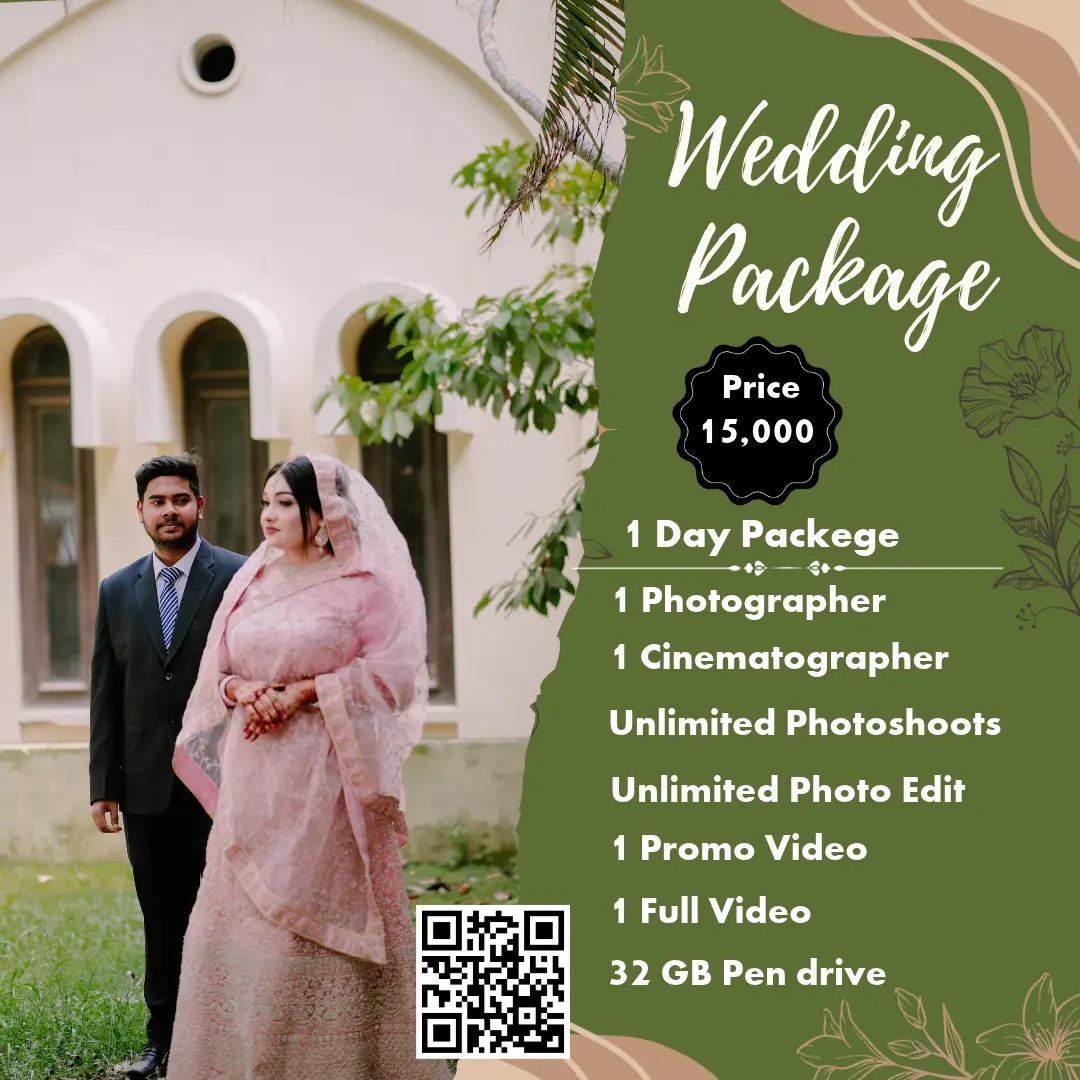 Wedding
Package
Price
15,000
1 Day Packege
1 Photographer
1 Cinematographer
Unlimited Photoshoots
Unlimited Photo Edit
1 Promo Video
1 Full Video
32 GB Pen drive